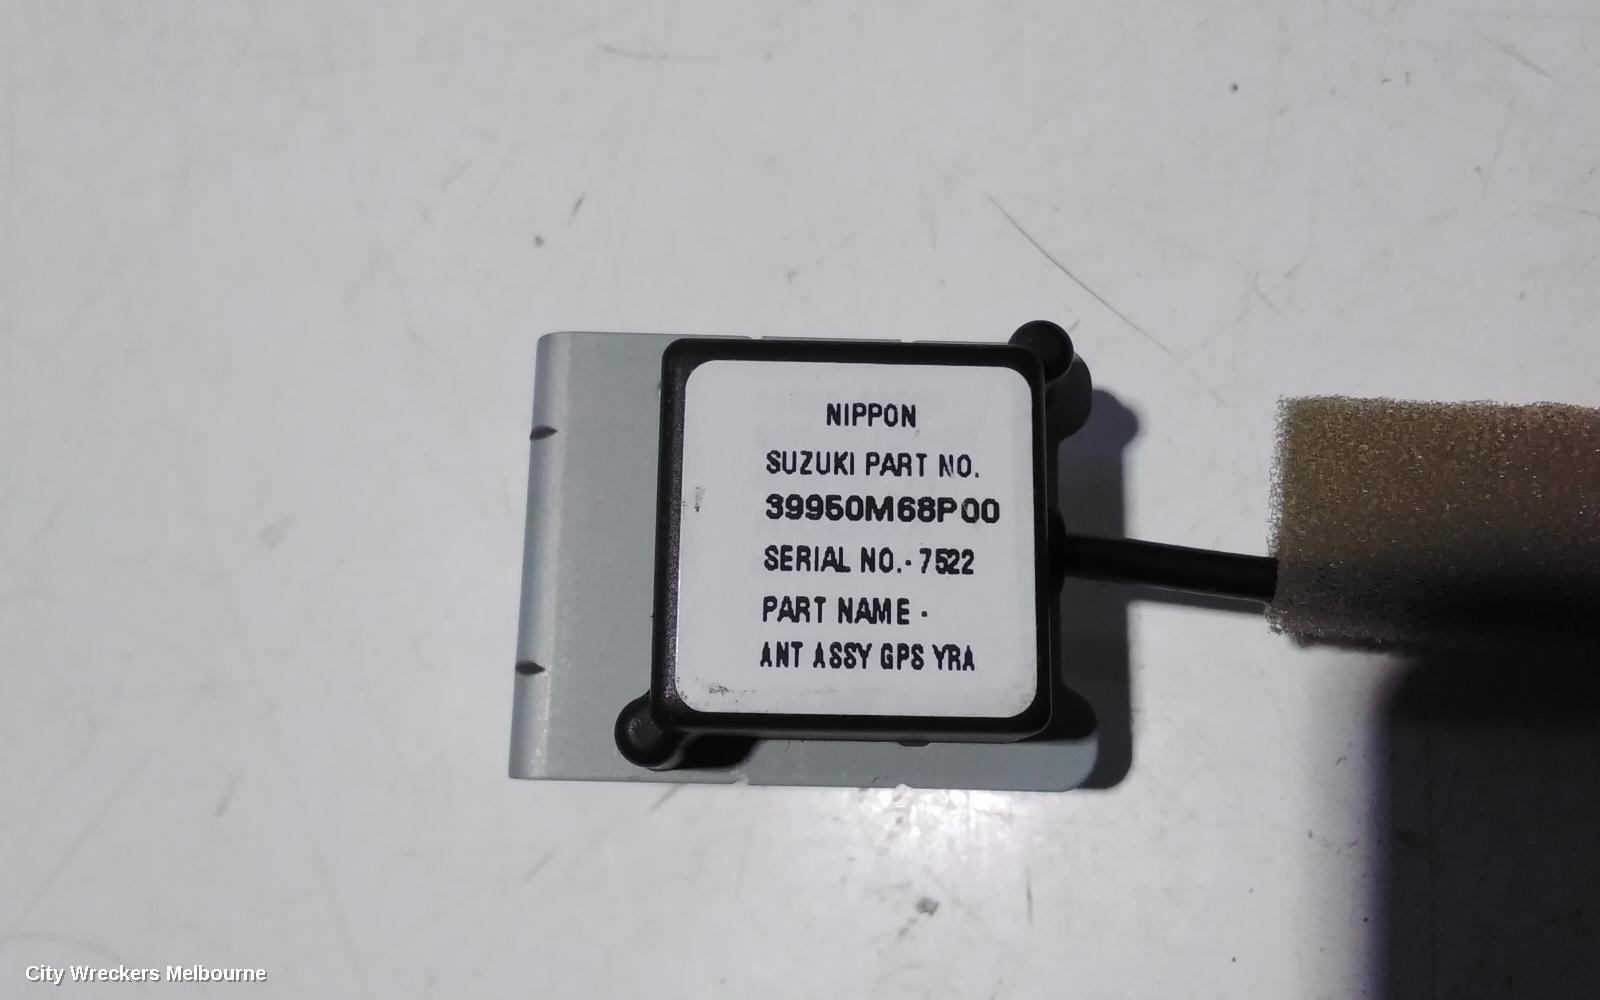 NIPPON
SUZUKI PART NO.
39950M68P00
SERIAL NO.- 7522
PART NAME -
ANT ASSY GPS YRA
City Wreckers Melbourne